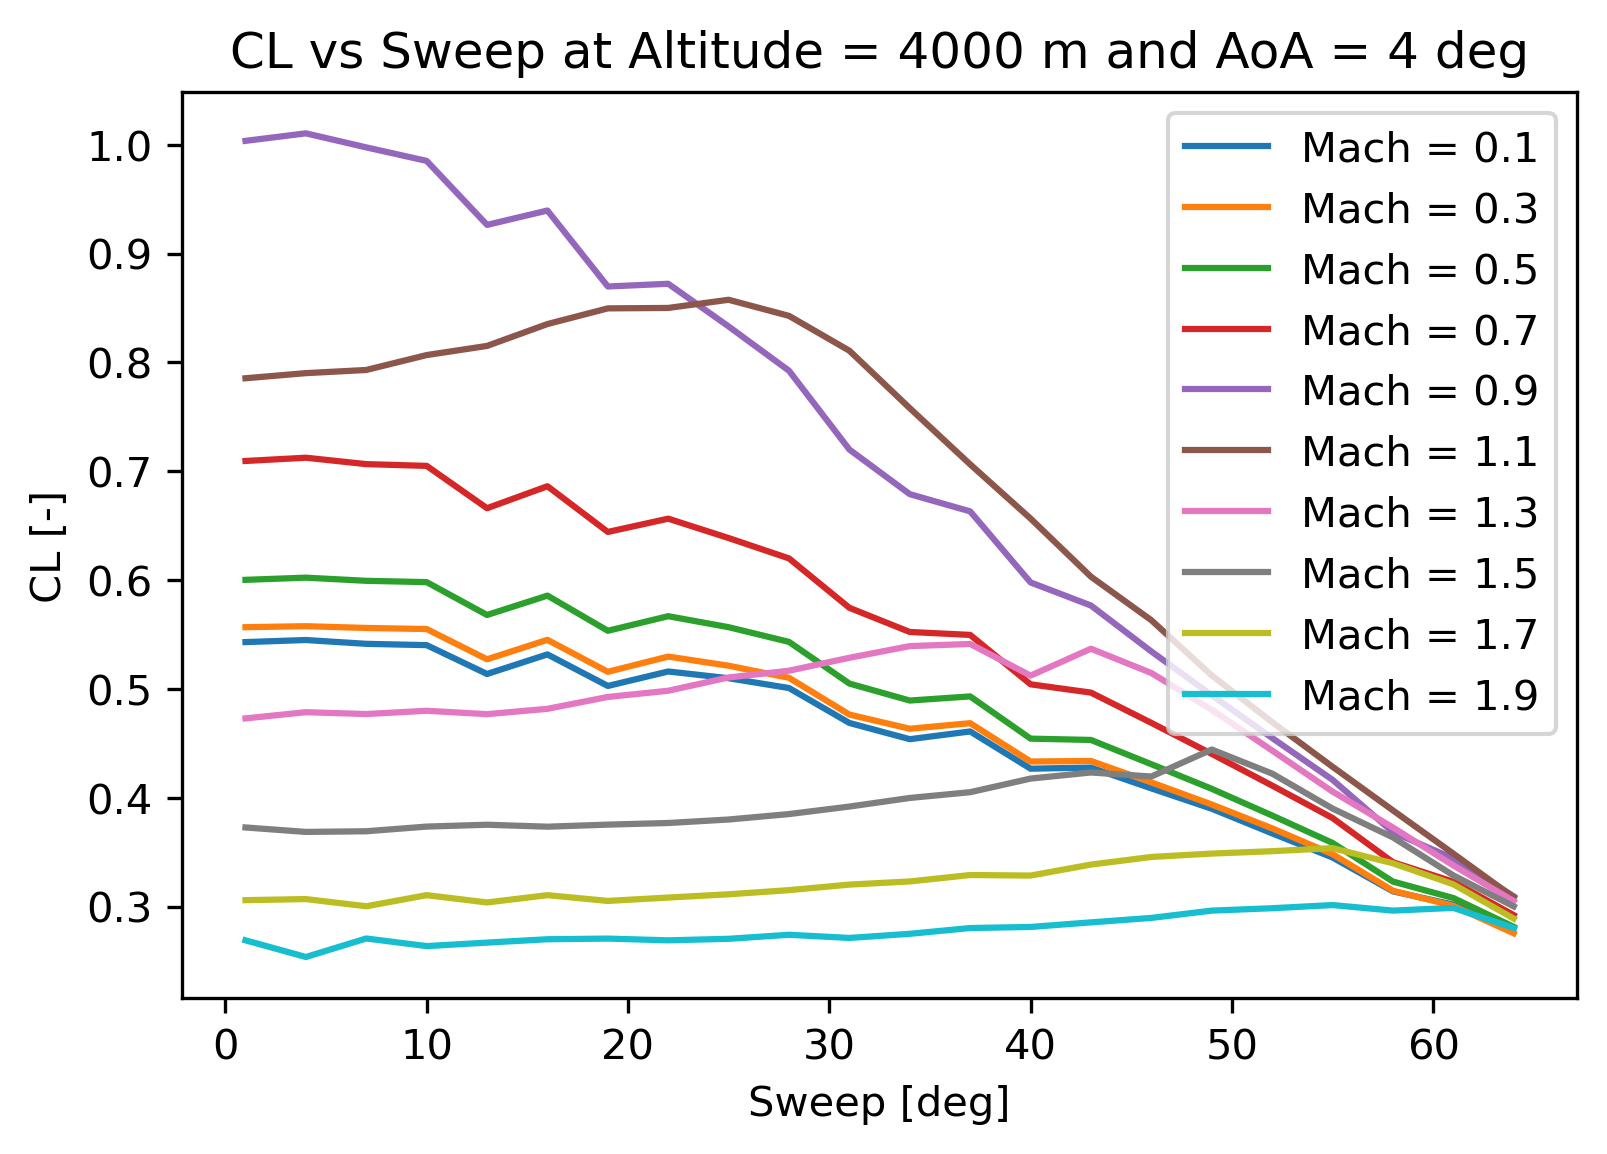 CL vs Sweep at Altitude = 4000 m and AoA = 4 deg
CL [-]
1.0
0.9
0.8
0.7
0.6
0.5
0.4
0.3
Mach = 0.1
Mach = 0.3
Mach = 0.5
Mach = 0.7
Mach = 0.9
Mach = 1.1
Mach = 1.3
Mach = 1.5
Mach = 1.7
Mach = 1.9
0 10 20 30 40 50 60
Sweep [deg]